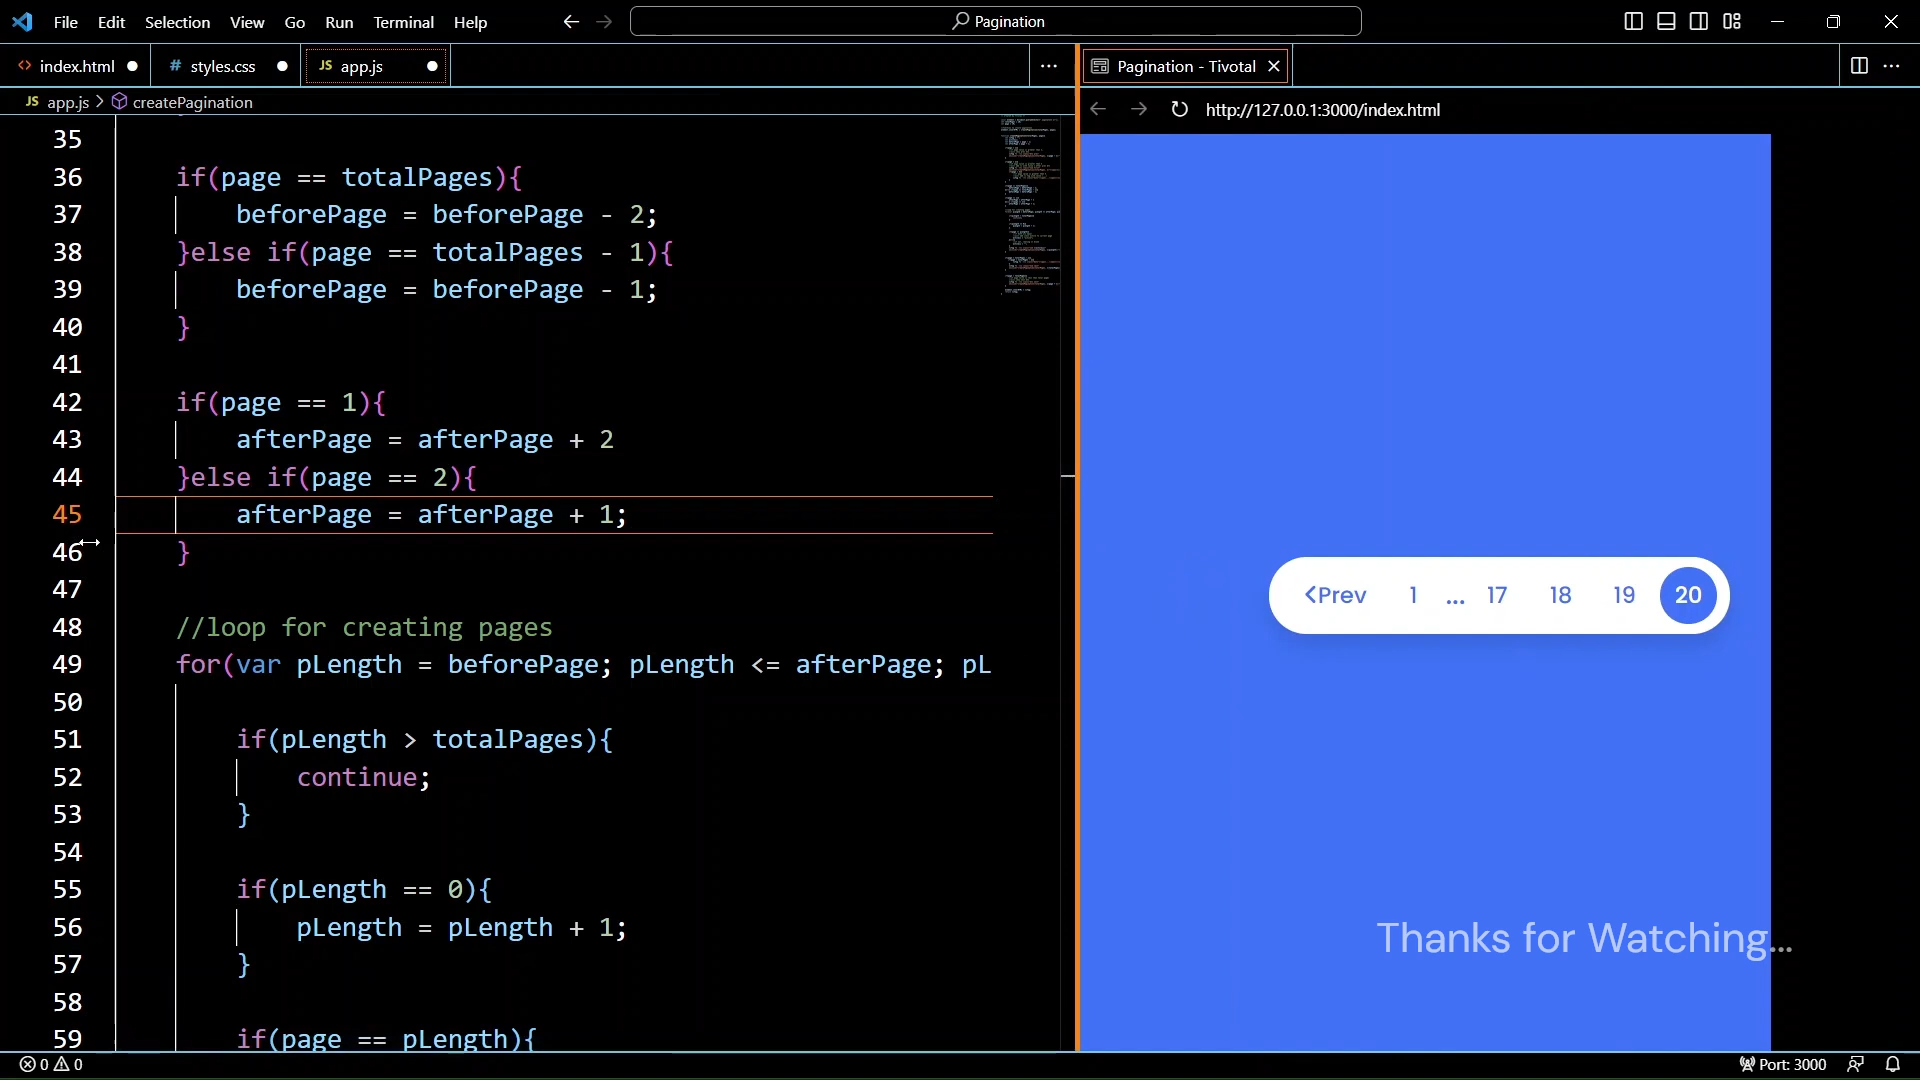 File Edit Selection View Go Run Terminal Help Pagination
index.html
styles.css
app.js
Pagination - Tivotal
JS app.js > createPagination
http://127.0.0.1:3000/index.html
35
36 if(page == totalPages){
37 beforePage = beforePage - 2;
38 }else if(page == totalPages - 1){
39 beforePage = beforePage - 1;
40 }
41
42 if(page == 1){
43 afterPage = afterPage + 2
44 }else if(page == 2){
45 afterPage = afterPage + 1;
46 }
47
48 //loop for creating pages
49 for(var pLength = beforePage; pLength <= afterPage; pL
50
51 if(pLength > totalPages){
52 continue;
53 }
54
55 if(pLength == 0){
56 pLength = pLength + 1;
57 }
58
59 if(page == pLength){
Prev 1 ... 17 18 19 20
Thanks for Watching...
0 0
Port: 3000